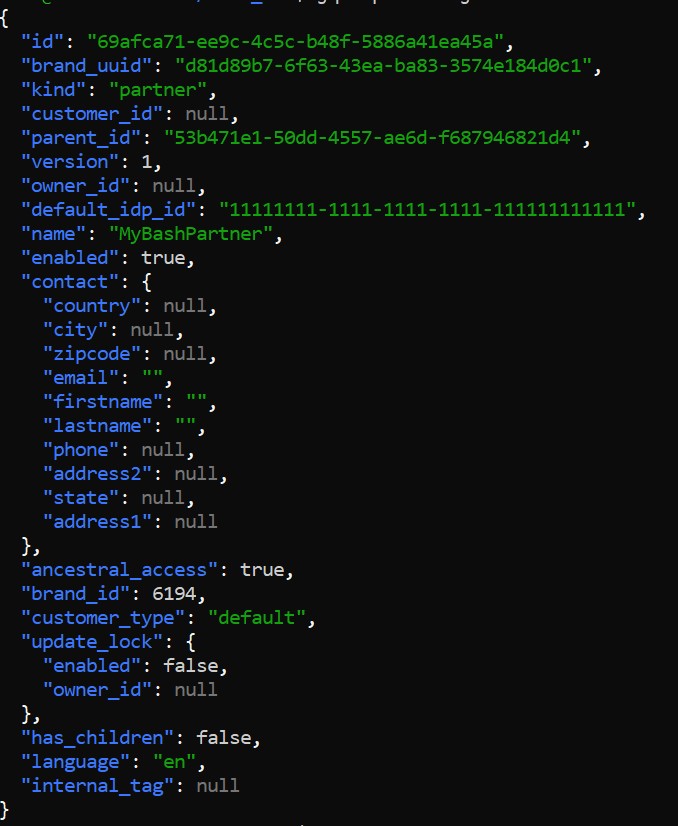 {
"id": "69afca71-ee9c-4c5c-b48f-5886a41ea45a",
"brand_uuid": "d81d89b7-6f63-43ea-ba83-3574e184d0c1",
"kind": "partner",
"customer_id": null,
"parent_id": "53b471e1-50dd-4557-ae6d-f687946821d4",
"version": 1,
"owner_id": null,
"default_idp_id": "11111111-1111-1111-1111-111111111111",
"name": "MyBashPartner",
"enabled": true,
"contact": {
"country": null,
"city": null,
"zipcode": null,
"email": "",
"firstname": "",
"lastname": "",
"phone": null,
"address2": null,
"state": null,
"address1": null
},
"ancestral_access": true,
"brand_id": 6194,
"customer_type": "default",
"update_lock": {
"enabled": false,
"owner_id": null
},
"has_children": false,
"language": "en",
"internal_tag": null
}